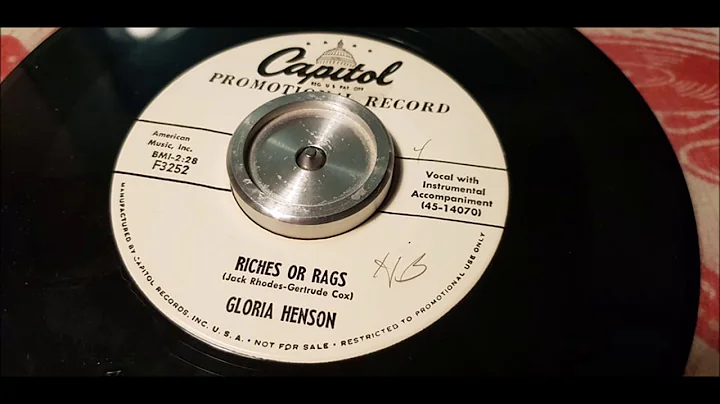 Capitol
REG. U.S. PAT. OFF.
PROMOTIONAL RECORD
American
Music, Inc.
BMI-2:28
F3252
Vocal with
Instrumental
Accompaniment
(45-14070)
RICHES OR RAGS
(Jack Rhodes-Gertrude Cox)
GLORIA HENSON
MANUFACTURED BY CAPITOL RECORDS, INC. U.S.A. • NOT FOR SALE • RESTRICTED TO PROMOTIONAL USE ONLY